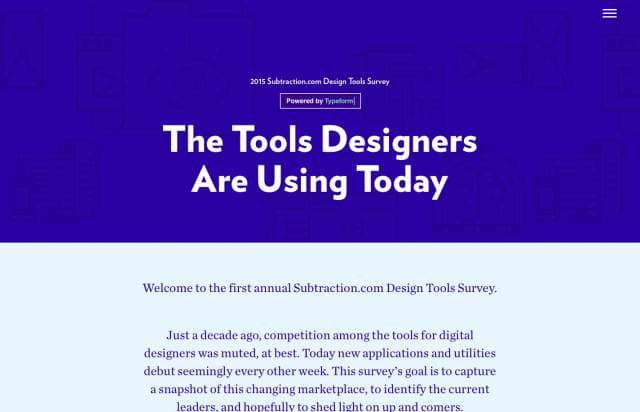 2015 Subtraction.com Design Tools Survey
Powered by Typeform
The Tools Designers
Are Using Today
Welcome to the first annual Subtraction.com Design Tools Survey.
Just a decade ago, competition among the tools for digital
designers was muted, at best. Today new applications and utilities
debut seemingly every other week. This survey’s goal is to capture
a snapshot of this changing marketplace, to identify the current
leaders, and hopefully to shed light on up and comers.